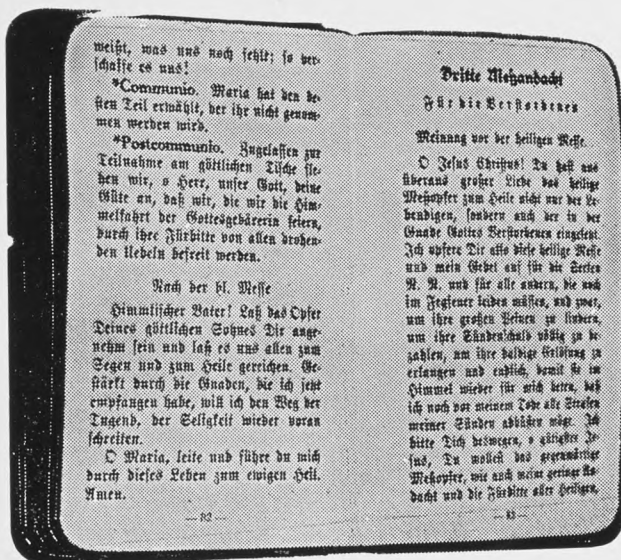 weißt, was uns noch fehlt; so ver-
schaffe es uns!
*Communio. Maria hat den be-
sten Teil erwählt, der ihr nicht genom-
men werden wird.
*Postcommunio. Zugelassen zur
Teilnahme am göttlichen Tische fle-
hen wir, o Herr, unser Gott, deine
Güte an, daß wir, die wir die Him-
melfahrt der Gottesgebärerin feiern,
durch ihre Fürbitte von allen drohen-
den Uebeln befreit werden.
Nach der hl. Messe
Himmlischer Vater! Laß das Opfer
Deines göttlichen Sohnes Dir ange-
nehm sein und laß es uns allen zum
Segen und zum Heile gereichen. Ge-
stärkt durch die Gnaden, die ich jetzt
empfangen habe, will ich den Weg der
Tugend, der Seligkeit wieder voran
schreiten.
O Maria, leite und führe du mich
durch dieses Leben zum ewigen Heil.
Amen.
— 82 —
Dritte Meßandacht
Für die Verstorbenen
Meinung vor der heiligen Messe.
O Jesus Christus! Du hast aus
überaus großer Liebe das heilige
Meßopfer zum Heile nicht nur der Le-
bendigen, sondern auch der in der
Gnade Gottes Verstorbenen eingesetzt.
Ich opfere Dir also diese heilige Messe
und mein Gebet auf für die Seelen
N. N. und für alle andern, die noch
im Fegfeuer leiden müssen, und zwar,
um ihre großen Peinen zu lindern,
um ihre Sündenschuld völlig zu be-
zahlen, um ihre baldige Erlösung zu
erlangen und endlich, damit sie im
Himmel wieder für mich beten, daß
ich noch vor meinem Tode alle Strafen
meiner Sünden abbüßen möge. Ich
bitte Dich deswegen, o gütigster Je-
sus, Du wollest das gegenwärtige
Meßopfer, wie auch meine geringe An-
dacht und die Fürbitte aller Heiligen,
— 83 —